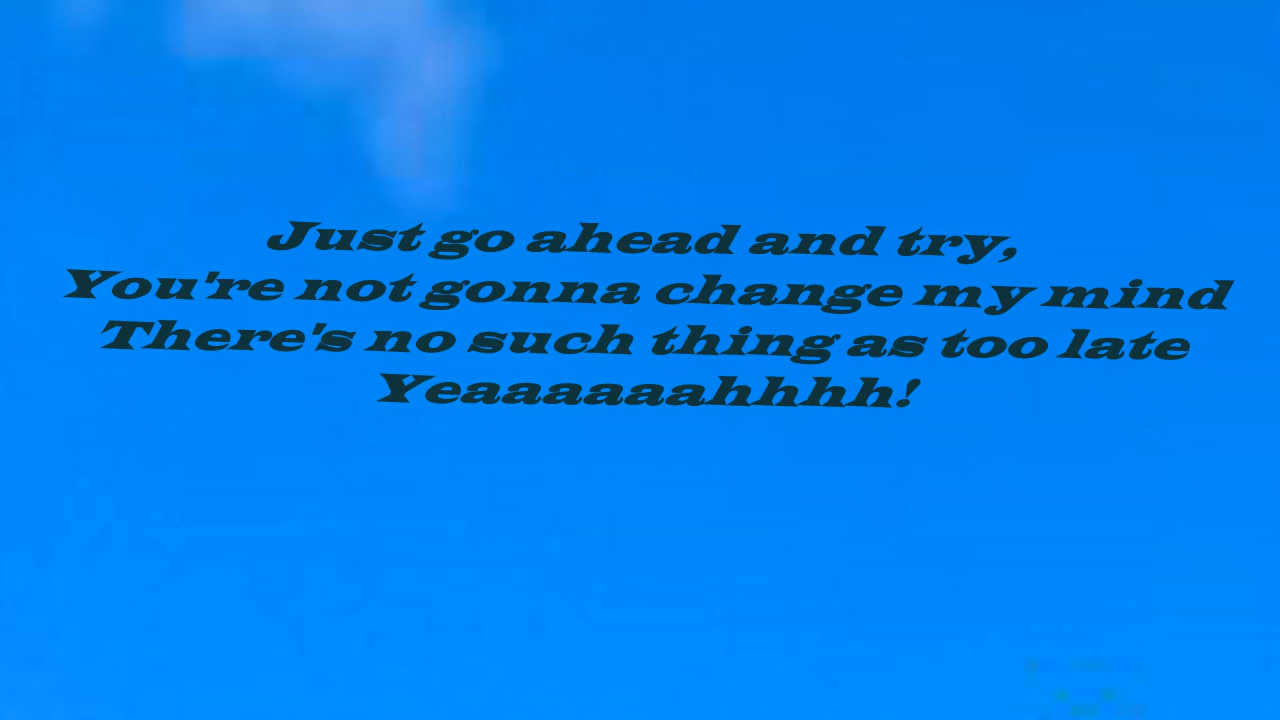 Just go ahead and try,
You're not gonna change my mind
There's no such thing as too late
Yeaaaaaaahhhh!